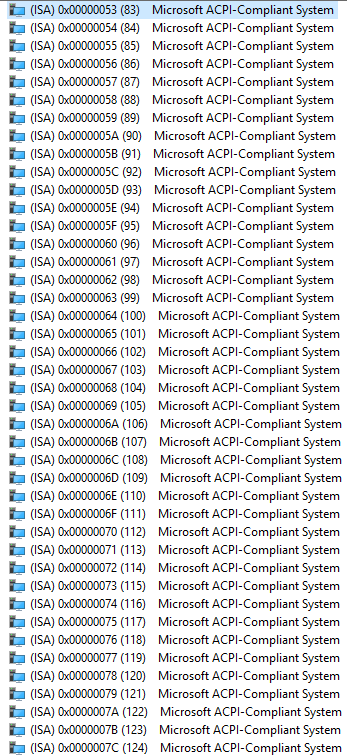 (ISA) 0x00000053 (83) Microsoft ACPI-Compliant System
(ISA) 0x00000054 (84) Microsoft ACPI-Compliant System
(ISA) 0x00000055 (85) Microsoft ACPI-Compliant System
(ISA) 0x00000056 (86) Microsoft ACPI-Compliant System
(ISA) 0x00000057 (87) Microsoft ACPI-Compliant System
(ISA) 0x00000058 (88) Microsoft ACPI-Compliant System
(ISA) 0x00000059 (89) Microsoft ACPI-Compliant System
(ISA) 0x0000005A (90) Microsoft ACPI-Compliant System
(ISA) 0x0000005B (91) Microsoft ACPI-Compliant System
(ISA) 0x0000005C (92) Microsoft ACPI-Compliant System
(ISA) 0x0000005D (93) Microsoft ACPI-Compliant System
(ISA) 0x0000005E (94) Microsoft ACPI-Compliant System
(ISA) 0x0000005F (95) Microsoft ACPI-Compliant System
(ISA) 0x00000060 (96) Microsoft ACPI-Compliant System
(ISA) 0x00000061 (97) Microsoft ACPI-Compliant System
(ISA) 0x00000062 (98) Microsoft ACPI-Compliant System
(ISA) 0x00000063 (99) Microsoft ACPI-Compliant System
(ISA) 0x00000064 (100) Microsoft ACPI-Compliant System
(ISA) 0x00000065 (101) Microsoft ACPI-Compliant System
(ISA) 0x00000066 (102) Microsoft ACPI-Compliant System
(ISA) 0x00000067 (103) Microsoft ACPI-Compliant System
(ISA) 0x00000068 (104) Microsoft ACPI-Compliant System
(ISA) 0x00000069 (105) Microsoft ACPI-Compliant System
(ISA) 0x0000006A (106) Microsoft ACPI-Compliant System
(ISA) 0x0000006B (107) Microsoft ACPI-Compliant System
(ISA) 0x0000006C (108) Microsoft ACPI-Compliant System
(ISA) 0x0000006D (109) Microsoft ACPI-Compliant System
(ISA) 0x0000006E (110) Microsoft ACPI-Compliant System
(ISA) 0x0000006F (111) Microsoft ACPI-Compliant System
(ISA) 0x00000070 (112) Microsoft ACPI-Compliant System
(ISA) 0x00000071 (113) Microsoft ACPI-Compliant System
(ISA) 0x00000072 (114) Microsoft ACPI-Compliant System
(ISA) 0x00000073 (115) Microsoft ACPI-Compliant System
(ISA) 0x00000074 (116) Microsoft ACPI-Compliant System
(ISA) 0x00000075 (117) Microsoft ACPI-Compliant System
(ISA) 0x00000076 (118) Microsoft ACPI-Compliant System
(ISA) 0x00000077 (119) Microsoft ACPI-Compliant System
(ISA) 0x00000078 (120) Microsoft ACPI-Compliant System
(ISA) 0x00000079 (121) Microsoft ACPI-Compliant System
(ISA) 0x0000007A (122) Microsoft ACPI-Compliant System
(ISA) 0x0000007B (123) Microsoft ACPI-Compliant System
(ISA) 0x0000007C (124) Microsoft ACPI-Compliant System